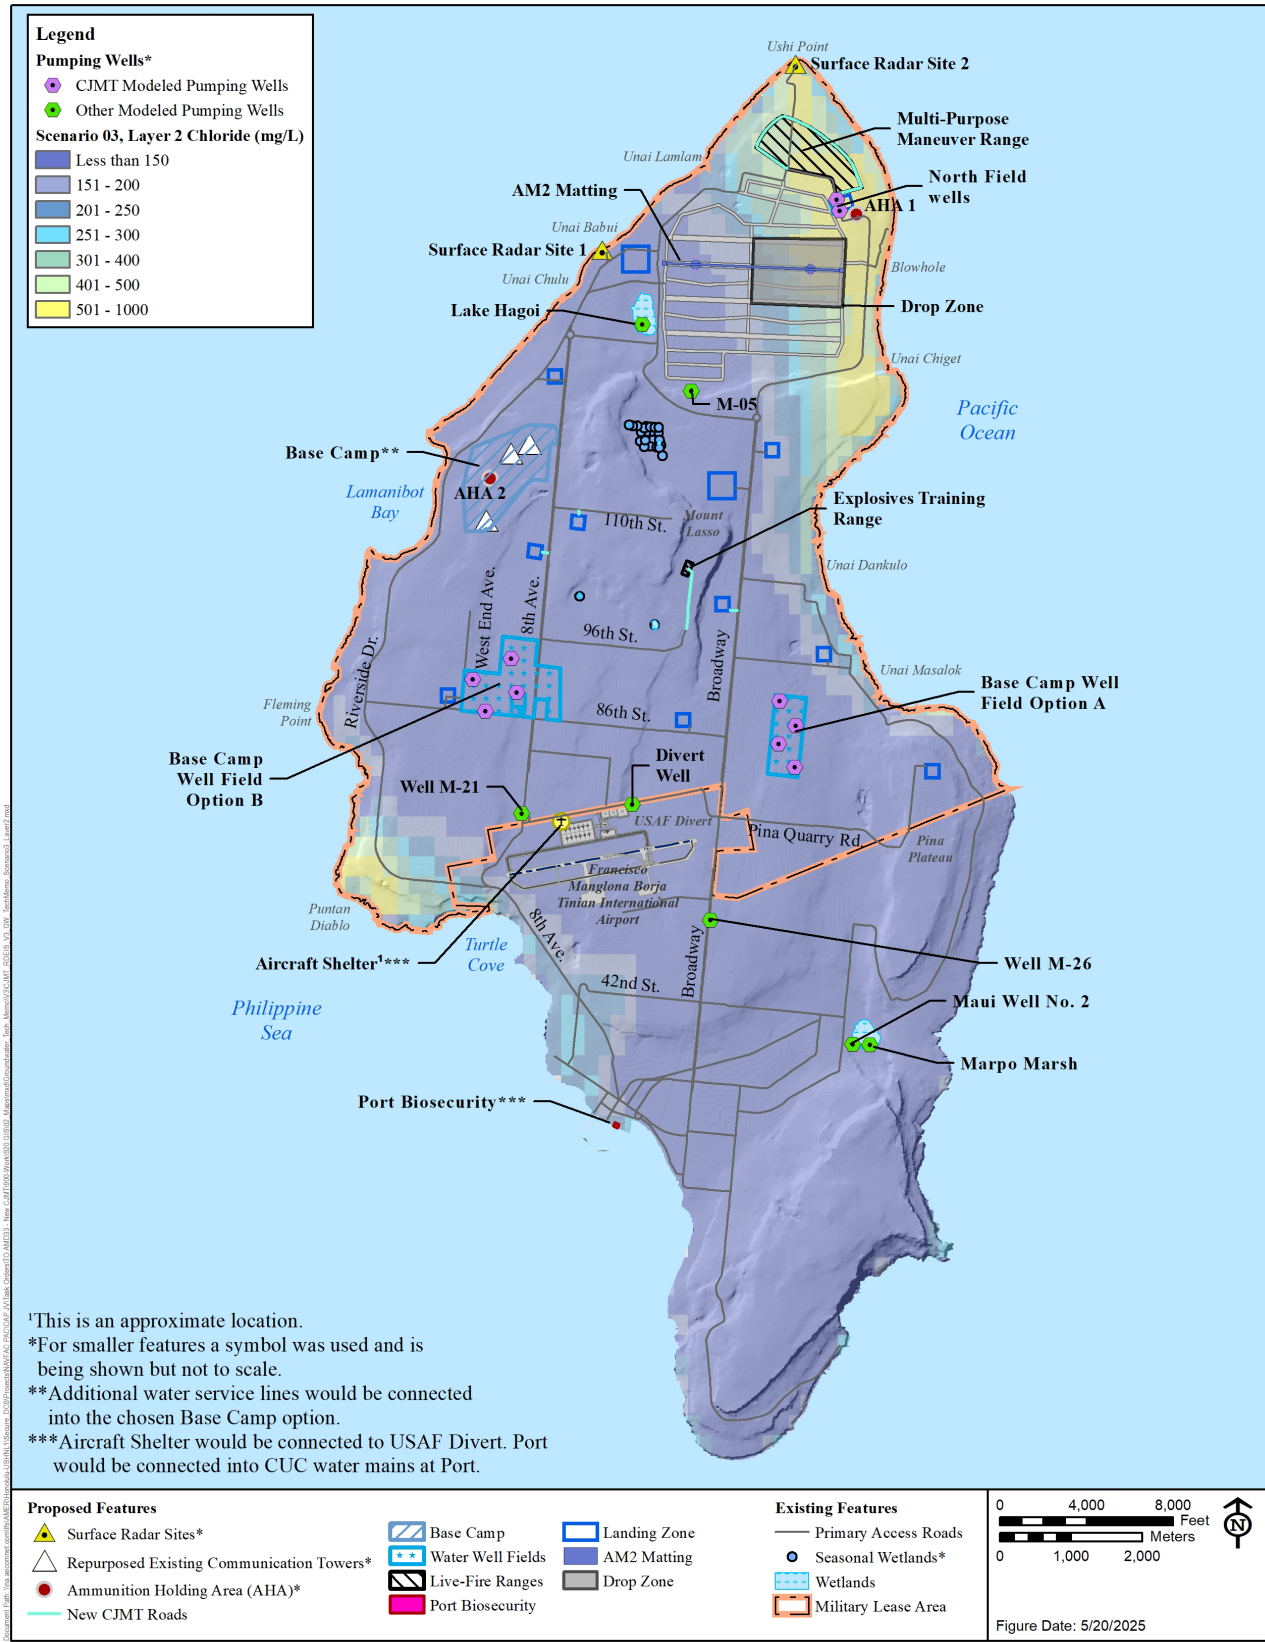 Legend
Pumping Wells*
CJMT Modeled Pumping Wells
Other Modeled Pumping Wells
Scenario 03, Layer 2 Chloride (mg/L)
Less than 150
151 - 200
201 - 250
251 - 300
301 - 400
401 - 500
501 - 1000
Ushi Point
Surface Radar Site 2
Multi-Purpose
Maneuver Range
Unai Lamlam
North Field
wells
AM2 Matting
AHA 1
Unai Babui
Surface Radar Site 1
Unai Chulu
Blowhole
Lake Hagoi
Drop Zone
Unai Chiget
M-05
Pacific
Ocean
Base Camp**
AHA 2
Lamanibot
Bay
Explosives Training
Range
110th St.
Mount
Lasso
Unai Dankulo
West End Ave.
8th Ave.
96th St.
Broadway
Riverside Dr.
Unai Masalok
Base Camp Well
Field Option A
Fleming
Point
86th St.
Base Camp
Well Field
Option B
Divert
Well
Well M-21
USAF Divert
Pina Quarry Rd.
Pina
Plateau
Francisco
Manglona Borja
Tinian International
Airport
Puntan
Diablo
8th Ave.
Turtle
Cove
Aircraft Shelter¹***
Broadway
42nd St.
Well M-26
Maui Well No. 2
Philippine
Sea
Marpo Marsh
Port Biosecurity***
¹This is an approximate location.
*For smaller features a symbol was used and is
being shown but not to scale.
**Additional water service lines would be connected
into the chosen Base Camp option.
***Aircraft Shelter would be connected to USAF Divert. Port
would be connected into CUC water mains at Port.
Proposed Features
Surface Radar Sites*
Repurposed Existing Communication Towers*
Ammunition Holding Area (AHA)*
New CJMT Roads
Base Camp
Water Well Fields
Live-Fire Ranges
Port Biosecurity
Landing Zone
AM2 Matting
Drop Zone
Existing Features
Primary Access Roads
Seasonal Wetlands*
Wetlands
Military Lease Area
0 4,000 8,000
Feet
Meters
0 1,000 2,000
N
Figure Date: 5/20/2025